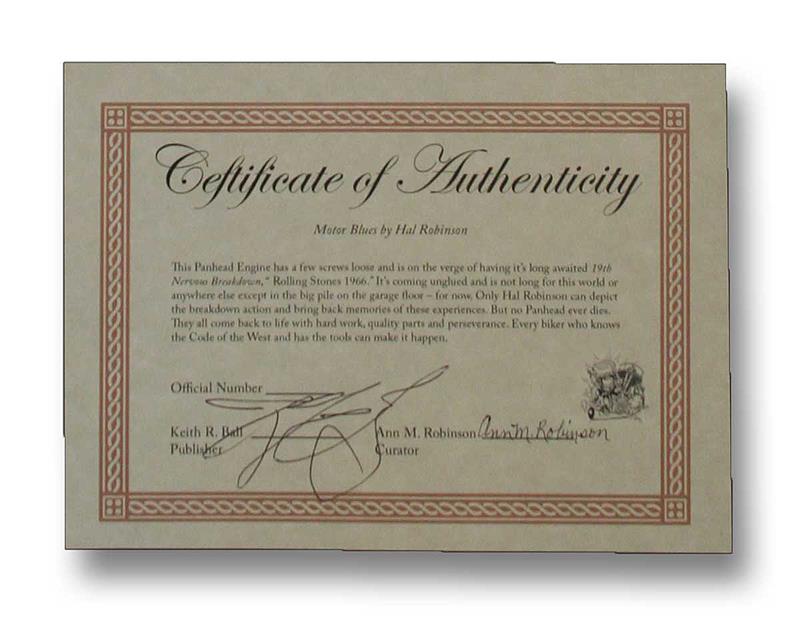 Certificate of Authenticity
Motor Blues by Hal Robinson
This Panhead Engine has a few screws loose and is on the verge of having it's long awaited 19th
Nervous Breakdown," Rolling Stones 1966." It's coming unglued and is not long for this world or
anywhere else except in the big pile on the garage floor – for now. Only Hal Robinson can depict
the breakdown action and bring back memories of these experiences. But no Panhead ever dies.
They all come back to life with hard work, quality parts and perseverance. Every biker who knows
the Code of the West and has the tools can make it happen.
Official Number
Keith R. Ball Ann M. Robinson Ann M. Robinson
Publisher Curator